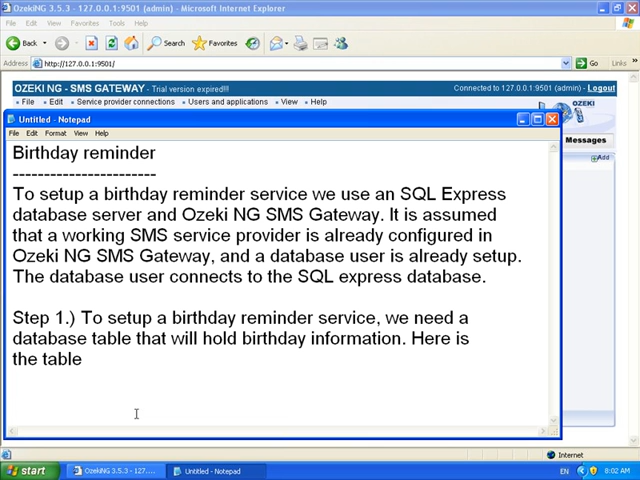 OzekiNG 3.5.3 - 127.0.0.1:9501 (admin) - Microsoft Internet Explorer
File Edit View Favorites Tools Help
Back Search Favorites
Address http://127.0.0.1:9501/ Go Links »
OZEKI NG - SMS GATEWAY - Trial version expired!!! Connected to 127.0.0.1:9501 (admin) - Logout
File Edit Service provider connections Users and applications View Help
OZEKI
Untitled - Notepad
File Edit Format View Help
Messages
Add
Birthday reminder
-----------------------
To setup a birthday reminder service we use an SQL Express
database server and Ozeki NG SMS Gateway. It is assumed
that a working SMS service provider is already configured in
Ozeki NG SMS Gateway, and a database user is already setup.
The database user connects to the SQL express database.
Step 1.) To setup a birthday reminder service, we need a
database table that will hold birthday information. Here is
the table
Internet
start OzekiNG 3.5.3 - 127.... Untitled - Notepad EN 8:02 AM